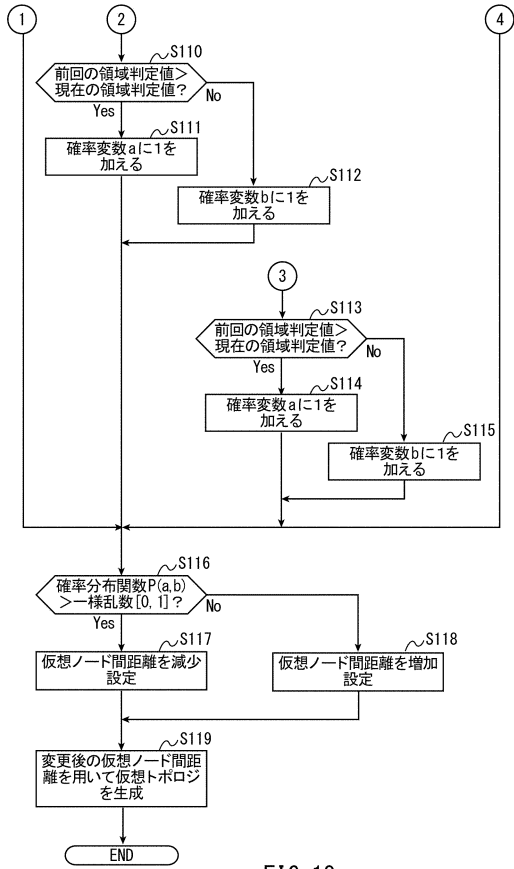 1
2
4
S110
前回の領域判定値＞
現在の領域判定値？
No
Yes
S111
確率変数aに1を
加える
S112
確率変数bに1を
加える
3
S113
前回の領域判定値＞
現在の領域判定値？
No
Yes
S114
確率変数aに1を
加える
S115
確率変数bに1を
加える
S116
確率分布関数P(a,b)
＞一様乱数[0, 1]？
No
Yes
S117
仮想ノード間距離を減少
設定
S118
仮想ノード間距離を増加
設定
S119
変更後の仮想ノード間距
離を用いて仮想トポロジ
を生成
END